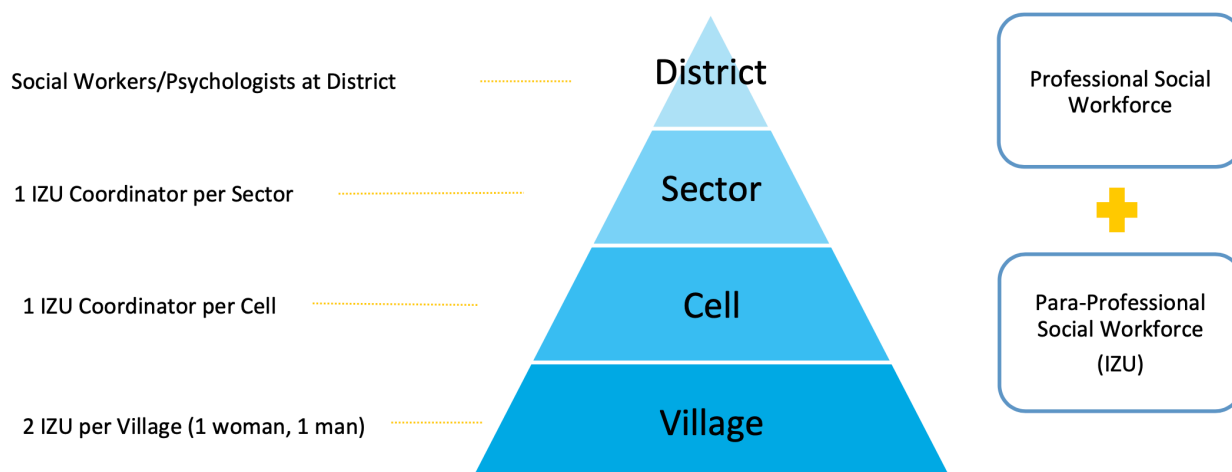 Social Workers/Psychologists at District
District
Professional Social
Workforce
1 IZU Coordinator per Sector
Sector
1 IZU Coordinator per Cell
Cell
Para-Professional
Social Workforce
(IZU)
2 IZU per Village (1 woman, 1 man)
Village